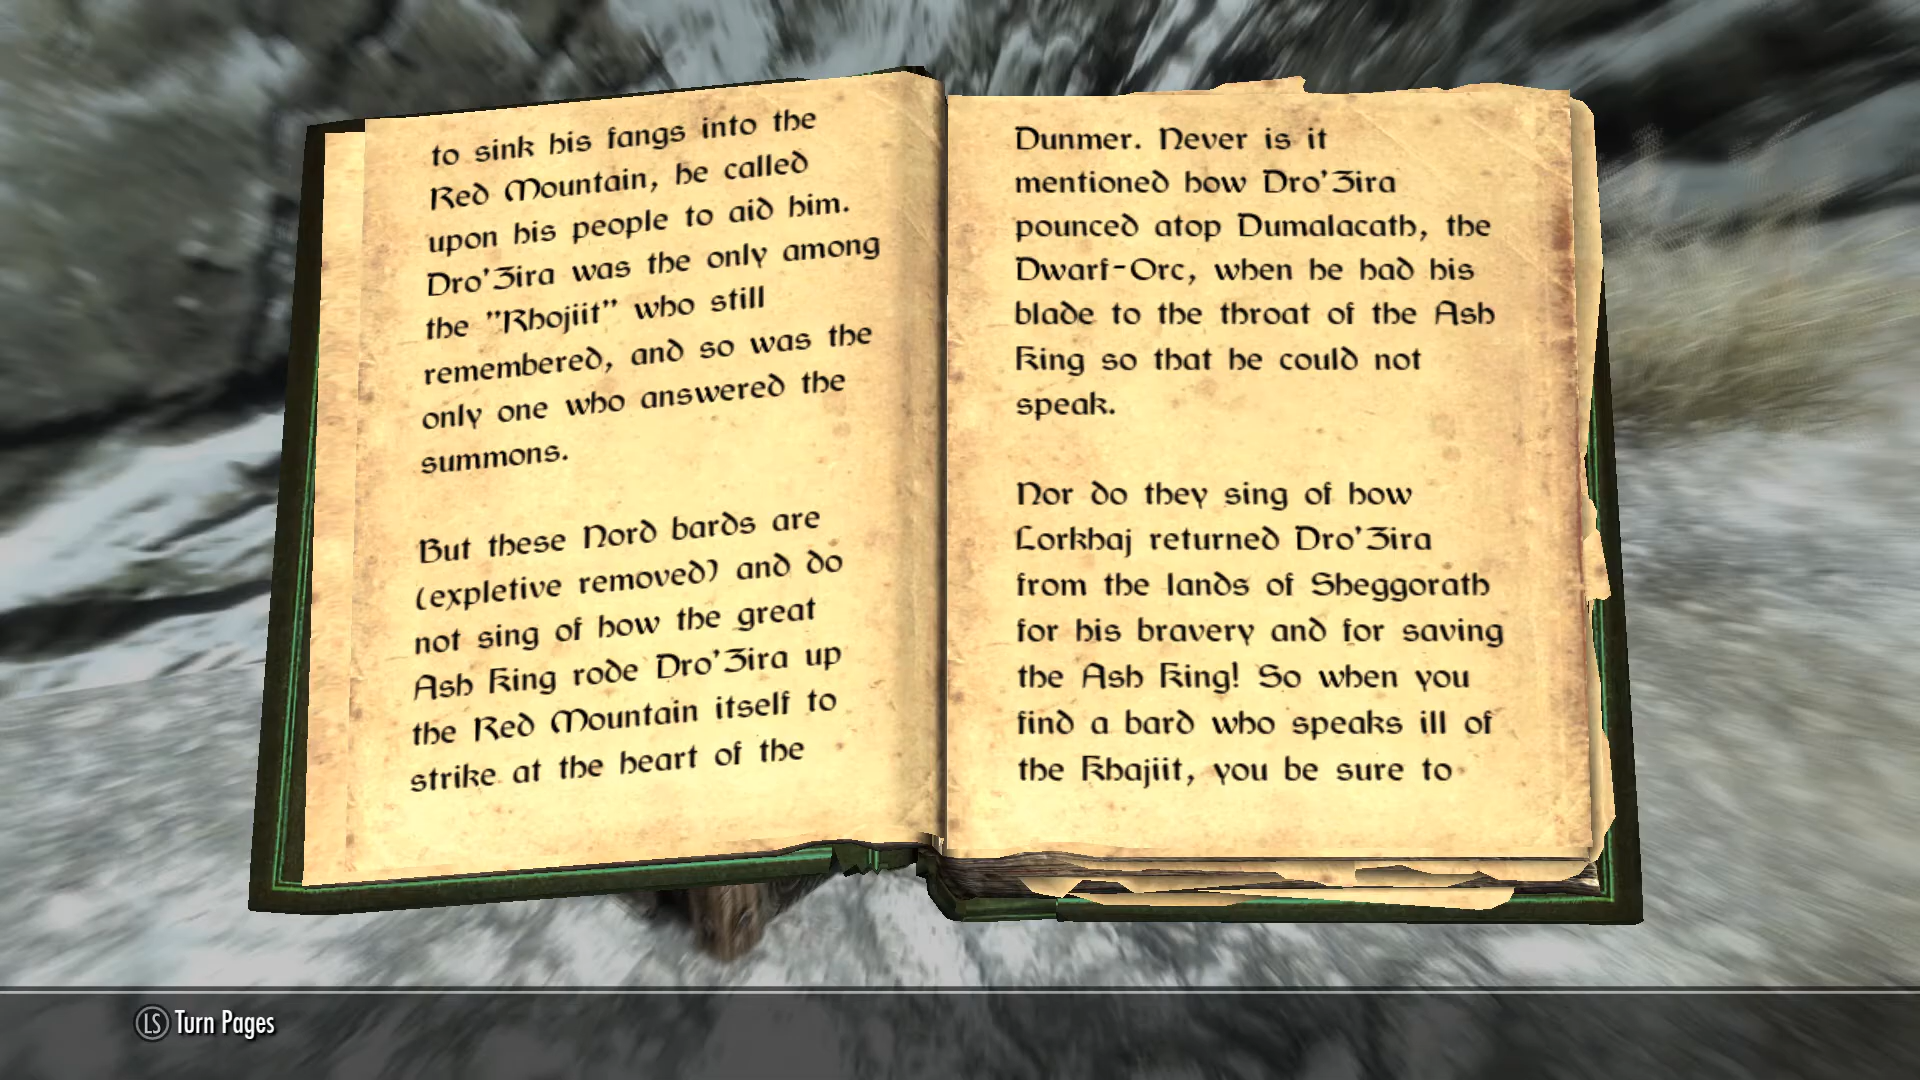 to sink his fangs into the
Red Mountain, he called
upon his people to aid him.
Dro'Zira was the only among
the "Rhojiit" who still
remembered, and so was the
only one who answered the
summons.
But these Nord bards are
(expletive removed) and do
not sing of how the great
Ash King rode Dro'Zira up
the Red Mountain itself to
strike at the heart of the
Dunmer. Never is it
mentioned how Dro'Zira
pounced atop Dumalacath, the
Dwarf-Orc, when he had his
blade to the throat of the Ash
King so that he could not
speak.
Nor do they sing of how
Lorkhaj returned Dro'Zira
from the lands of Sheggorath
for his bravery and for saving
the Ash King! So when you
find a bard who speaks ill of
the Khajiit, you be sure to
LS Turn Pages